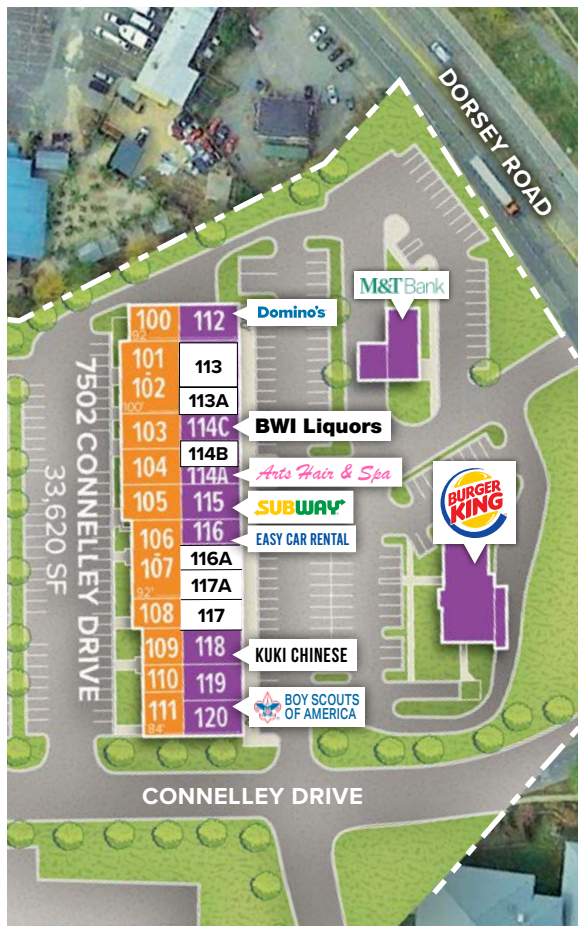 DORSEY ROAD
M&T Bank
100
92'
112
Domino's
101
-
102
100'
113
113A
103
114C
BWI Liquors
114B
104
114A
Arts Hair & Spa
105
115
SUBWAY
BURGER
KING
106
-
107
92'
116
EASY CAR RENTAL
116A
117A
108
117
109
118
KUKI CHINESE
110
119
111
84'
120
BOY SCOUTS
OF AMERICA
7502 CONNELLEY DRIVE
33,620 SF
CONNELLEY DRIVE